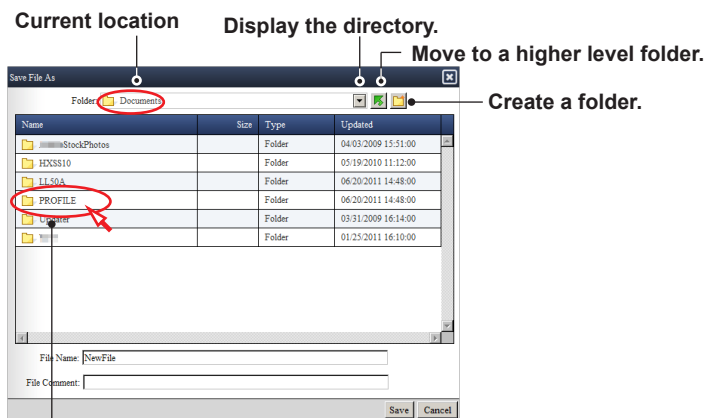 Current location
Display the directory.
Move to a higher level folder.
Save File As
Folder: Documents
Create a folder.
Name Size Type Updated
StockPhotos Folder 04/03/2009 15:51:00
HXSS10 Folder 05/19/2010 11:12:00
LL50A Folder 06/20/2011 14:48:00
PROFILE Folder 06/20/2011 14:48:00
Updater Folder 03/31/2009 16:14:00
Folder 01/25/2011 16:10:00
File Name: NewFile
File Comment:
Save Cancel